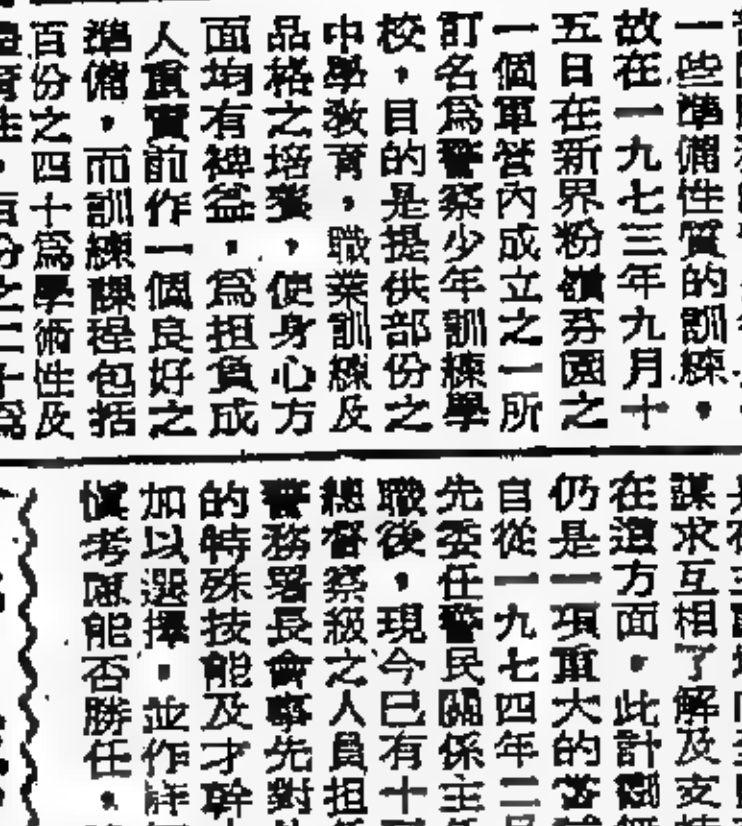 一些準備性質的訓練，
故在一九七三年九月十
五日在新界粉嶺芬園之
一個軍營內成立之一所
訂名為警察少年訓練學
校，目的是提供部份之
中學教育，職業訓練及
品格之培養，使身心方
面均有裨益，為担負成
人重責前作一個良好之
準備，而訓練課程包括
百份之四十為學術性及
謀求互相了解及支
在這方面，此計劃
仍是一項重大的
自從一九七四年二月
先委任警民關係主
職後，現今已有十
總督察級之人員担
警務署長會事先對
的特殊技能及才幹
加以選擇，並作詳
慎考慮能否勝任，